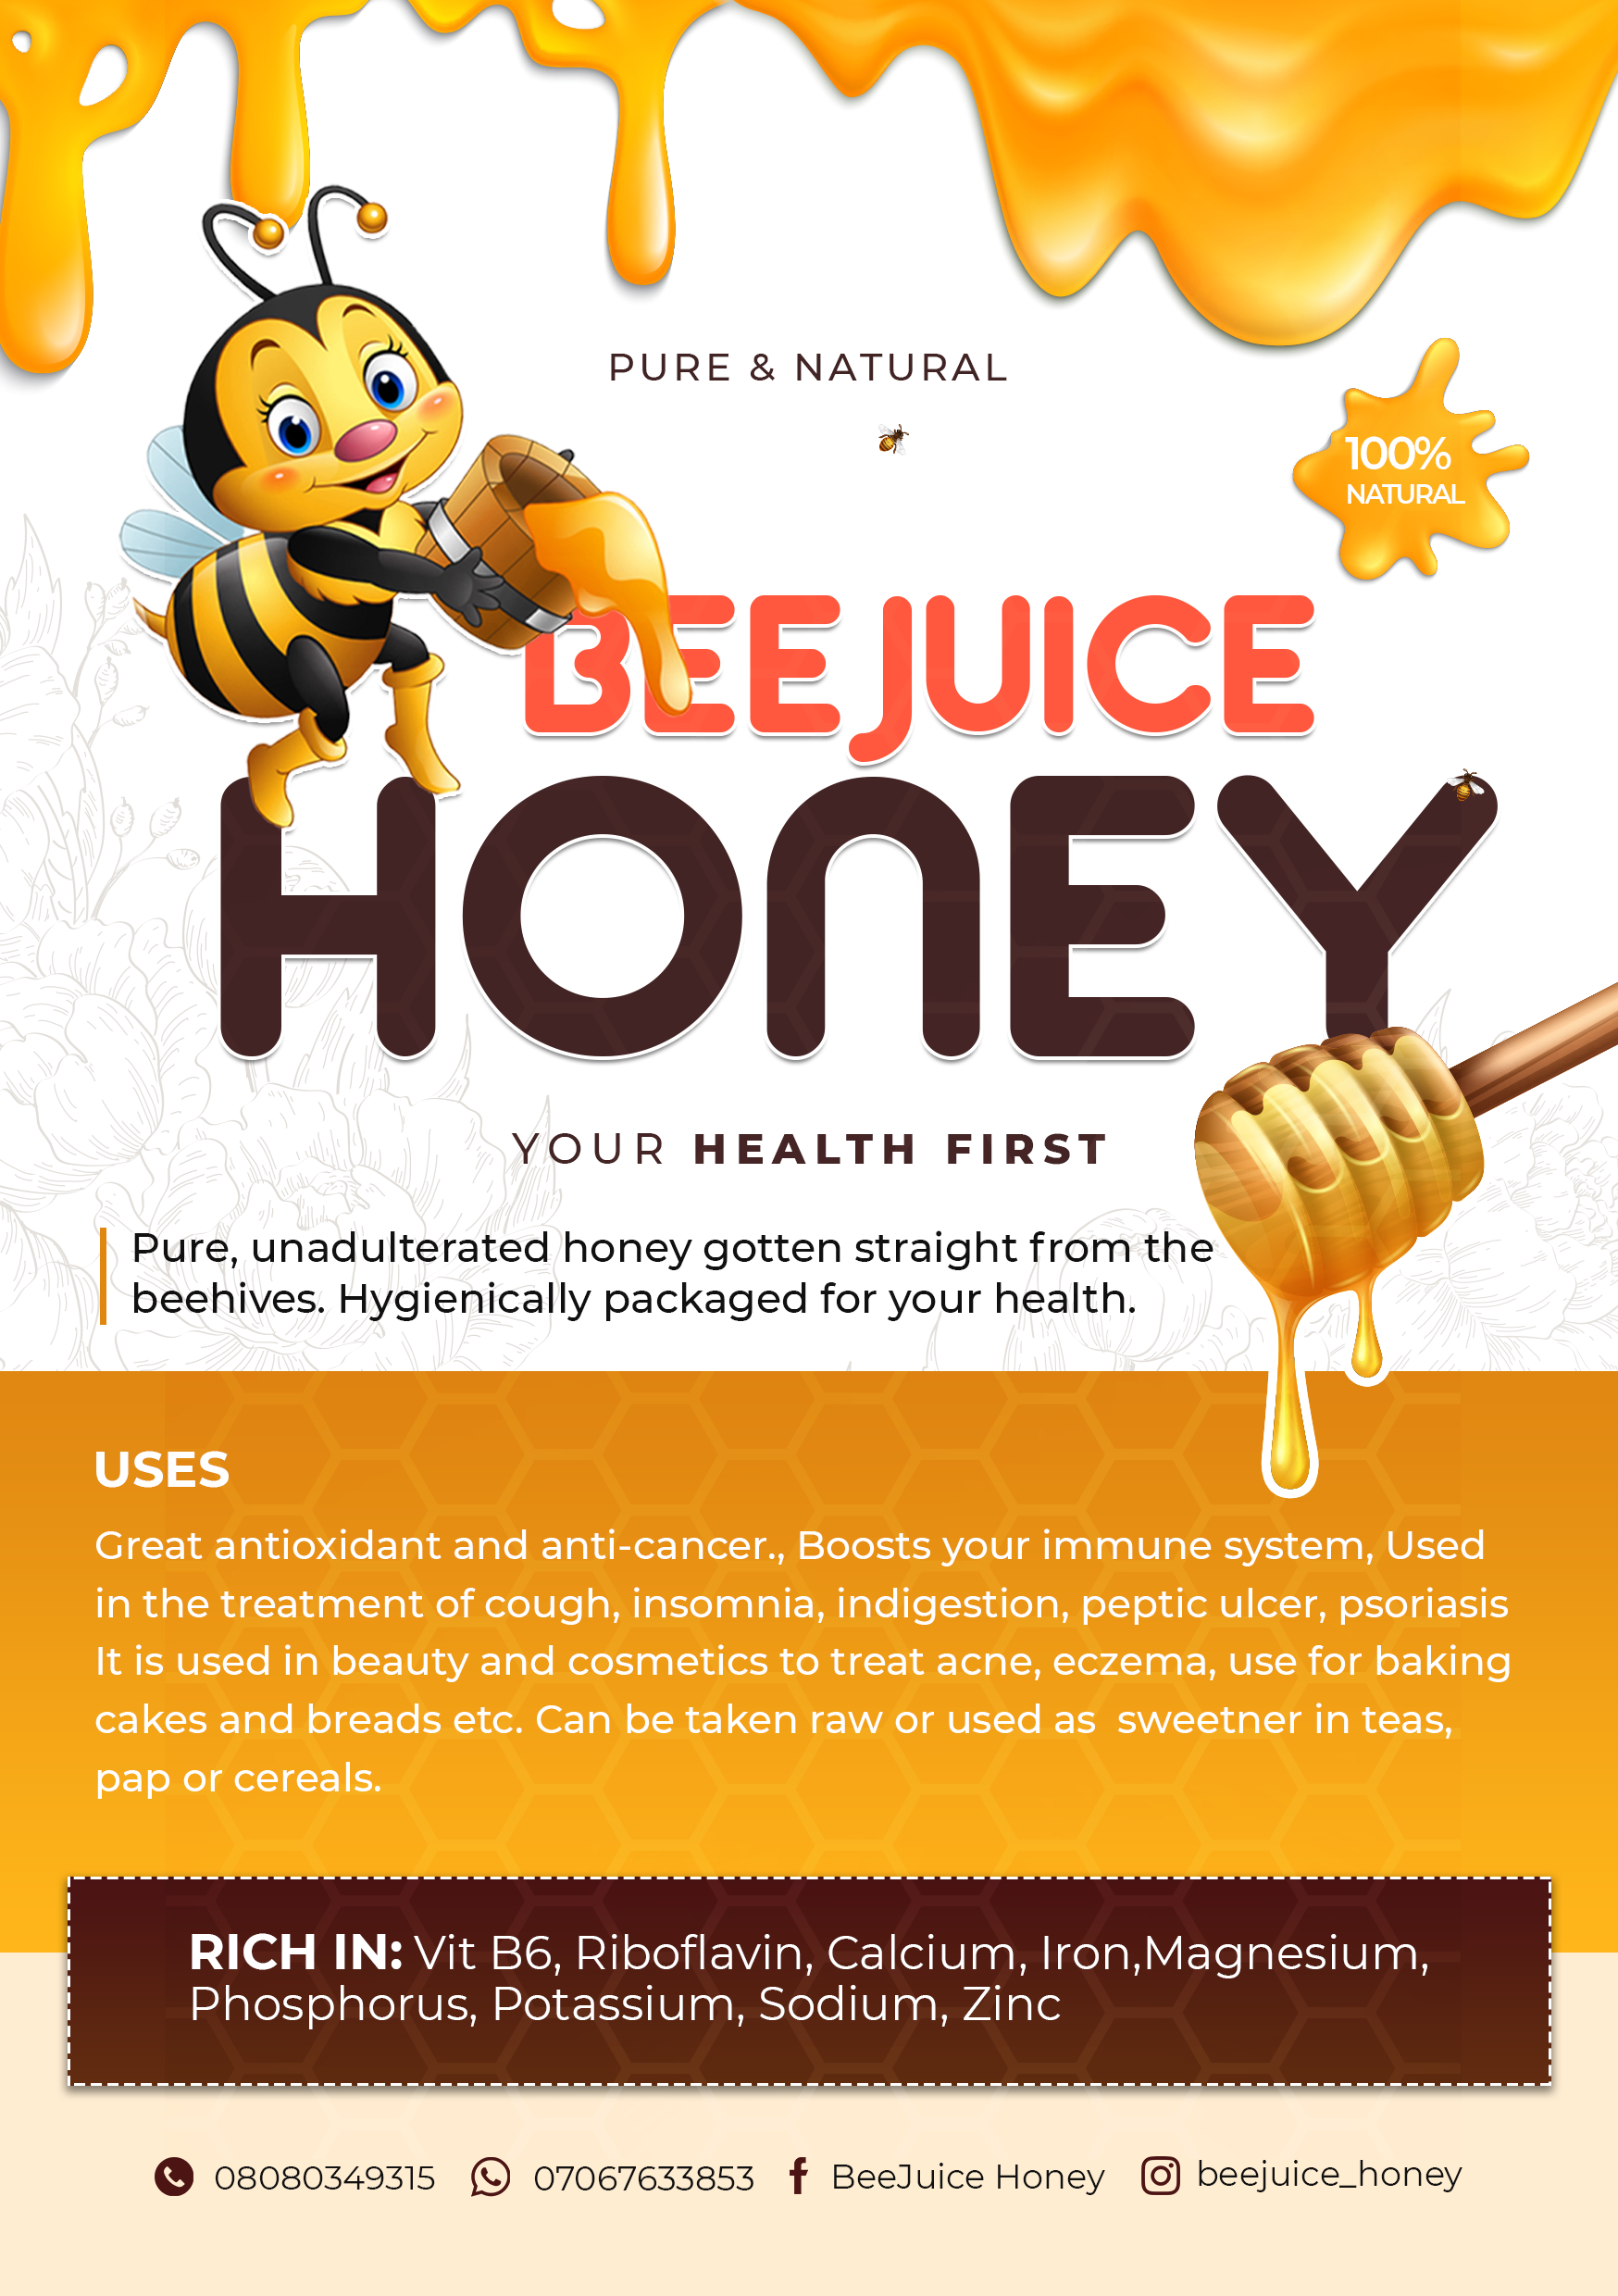 PURE & NATURAL
100%
NATURAL
BEE JUICE
HONEY
YOUR HEALTH FIRST
Pure, unadulterated honey gotten straight from the
beehives. Hygienically packaged for your health.
USES
Great antioxidant and anti-cancer., Boosts your immune system, Used
in the treatment of cough, insomnia, indigestion, peptic ulcer, psoriasis
It is used in beauty and cosmetics to treat acne, eczema, use for baking
cakes and breads etc. Can be taken raw or used as  sweetner in teas,
pap or cereals.
RICH IN: Vit B6, Riboflavin, Calcium, Iron,Magnesium,
Phosphorus, Potassium, Sodium, Zinc
08080349315 07067633853 BeeJuice Honey beejuice_honey